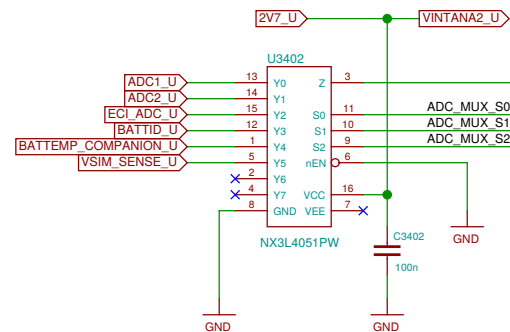 2V7_U
VINTANA2_U
U3402
ADC1_U 13 Y0 Z 3
ADC2_U 14 Y1
ECI_ADC_U 15 Y2 S0 11 ADC_MUX_S0
BATTID_U 12 Y3 S1 10 ADC_MUX_S1
BATTEMP_COMPANION_U 1 Y4 S2 9 ADC_MUX_S2
VSIM_SENSE_U 5 Y5 nEN 6
2 Y6
4 Y7 VCC 16
8 GND VEE 7
NX3L4051PW
C3402
100n
GND
GND
GND